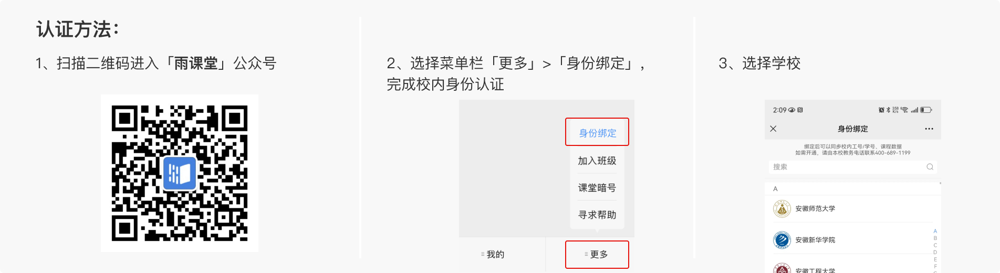 认证方法：
1、扫描二维码进入「雨课堂」公众号
2、选择菜单栏「更多」>「身份绑定」，
完成校内身份认证
身份绑定
加入班级
课堂暗号
寻求帮助
≡ 我的
≡ 更多
3、选择学校
2:09
358
K/s
6
身份绑定
绑定后可以同步校内工号/学号、课程数据
如需开通，请由本校教务电话联系400-689-1199
搜索
A
安徽师范大学
安徽新华学院
安徽工程大学
A
B
C
D
E
F